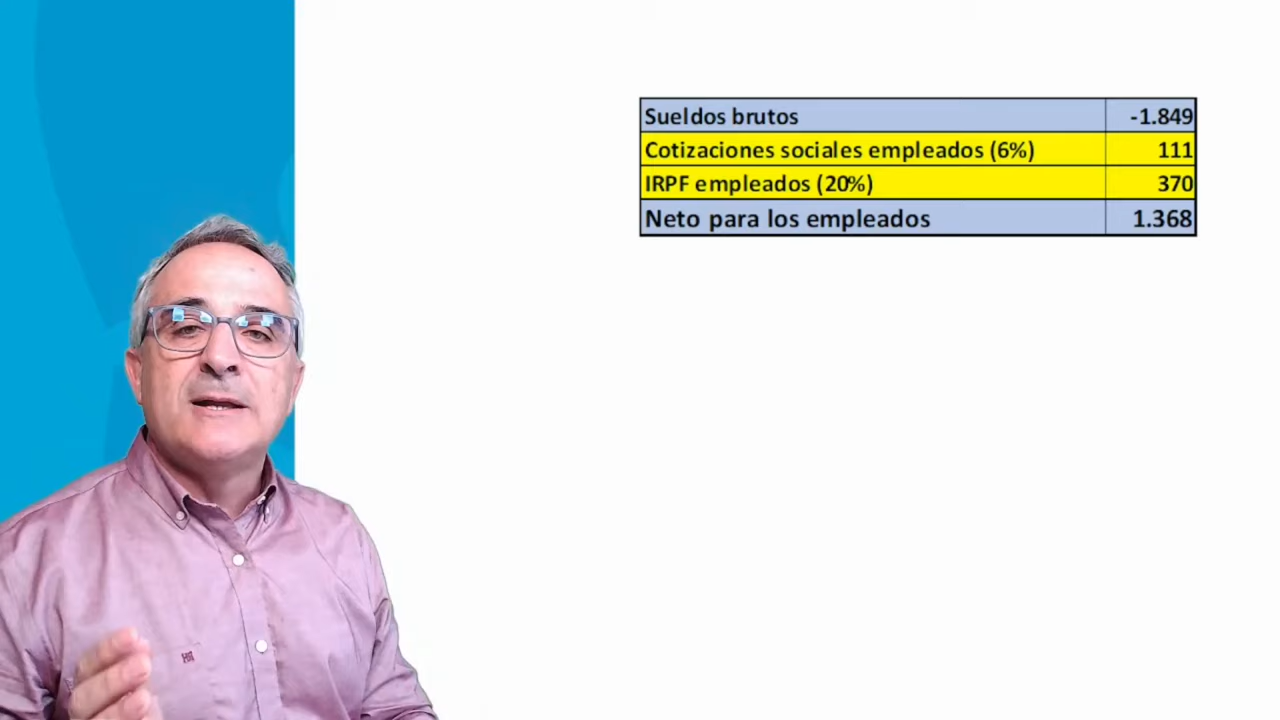 Sueldos brutos -1.849
Cotizaciones sociales empleados (6%) 111
IRPF empleados (20%) 370
Neto para los empleados 1.368